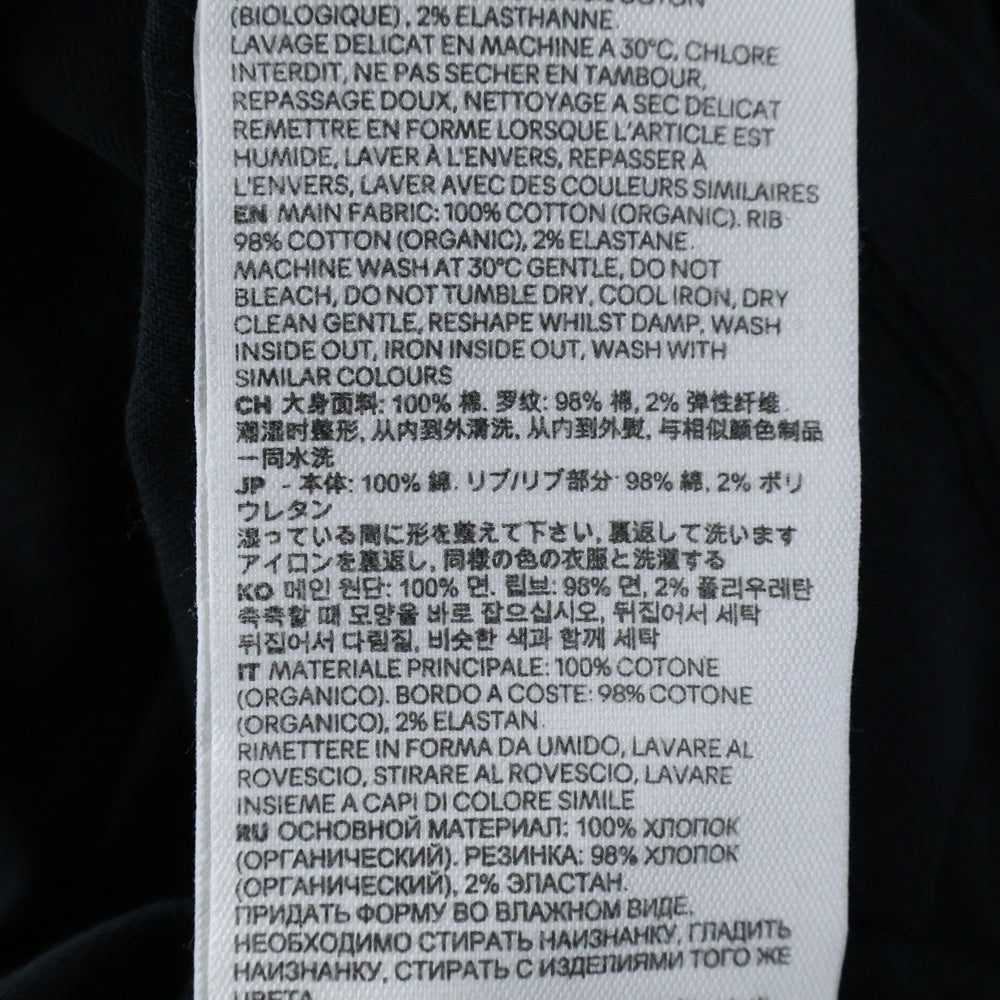 COTON
(BIOLOGIQUE), 2% ELASTHANNE.
LAVAGE DELICAT EN MACHINE A 30°C, CHLORE
INTERDIT, NE PAS SECHER EN TAMBOUR,
REPASSAGE DOUX, NETTOYAGE A SEC DELICAT
REMETTRE EN FORME LORSQUE L'ARTICLE EST
HUMIDE, LAVER À L'ENVERS, REPASSER À
L'ENVERS, LAVER AVEC DES COULEURS SIMILAIRES
EN MAIN FABRIC: 100% COTTON (ORGANIC). RIB
98% COTTON (ORGANIC), 2% ELASTANE.
MACHINE WASH AT 30°C GENTLE, DO NOT
BLEACH, DO NOT TUMBLE DRY, COOL IRON, DRY
CLEAN GENTLE, RESHAPE WHILST DAMP, WASH
INSIDE OUT, IRON INSIDE OUT, WASH WITH
SIMILAR COLOURS
CH 大身面料: 100% 棉. 罗纹: 98% 棉, 2% 弹性纤维.
潮湿时整形, 从内到外清洗, 从内到外熨, 与相似颜色制品
一同水洗
JP - 本体: 100% 綿. リブ/リブ部分: 98% 綿, 2% ポリ
ウレタン
湿っている間に形を整えて下さい, 裏返して洗います
アイロンを裏返し, 同様の色の衣服と洗濯する
KO 메인 원단: 100% 면. 립브: 98% 면, 2% 폴리우레탄
축축할 때 모양을 바로 잡으십시오, 뒤집어서 세탁
뒤집어서 다림질, 비슷한 색과 함께 세탁
IT MATERIALE PRINCIPALE: 100% COTONE
(ORGANICO). BORDO A COSTE: 98% COTONE
(ORGANICO), 2% ELASTAN.
RIMETTERE IN FORMA DA UMIDO, LAVARE AL
ROVESCIO, STIRARE AL ROVESCIO, LAVARE
INSIEME A CAPI DI COLORE SIMILE
RU ОСНОВНОЙ МАТЕРИАЛ: 100% ХЛОПОК
(ОРГАНИЧЕСКИЙ). РЕЗИНКА: 98% ХЛОПОК
(ОРГАНИЧЕСКИЙ), 2% ЭЛАСТАН.
ПРИДАТЬ ФОРМУ ВО ВЛАЖНОМ ВИДЕ,
НЕОБХОДИМО СТИРАТЬ НАИЗНАНКУ, ГЛАДИТЬ
НАИЗНАНКУ, СТИРАТЬ С ИЗДЕЛИЯМИ ТОГО ЖЕ
ЦВЕТА